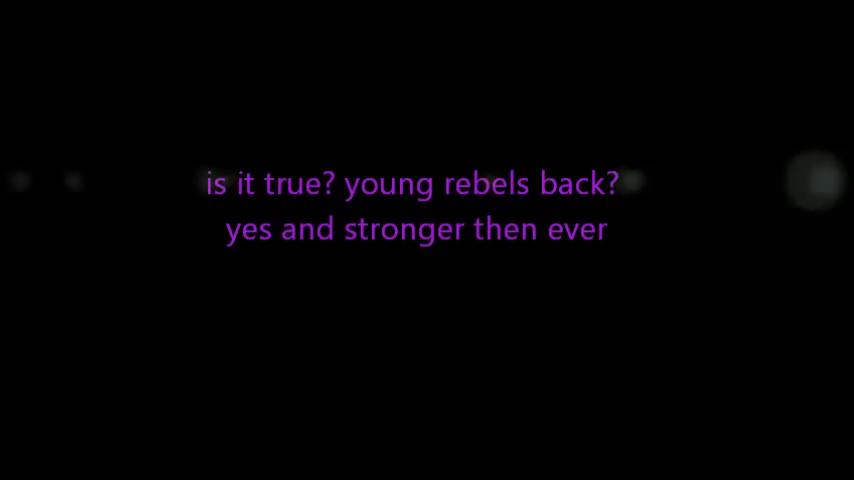 is it true? young rebels back?
yes and stronger then ever